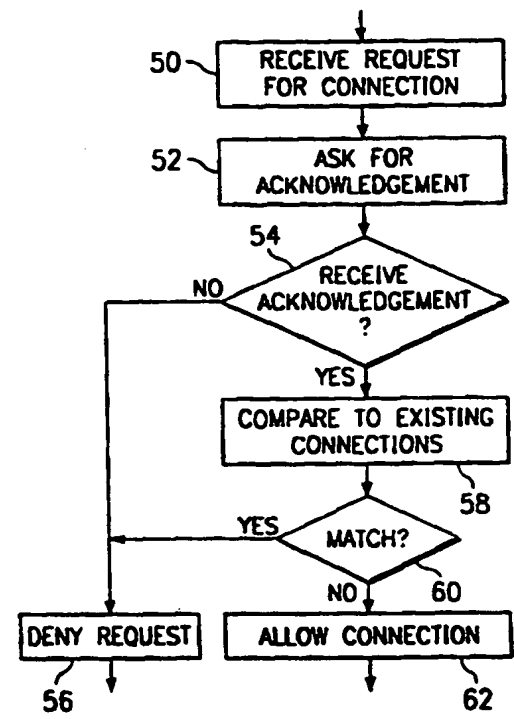 50
RECEIVE REQUEST
FOR CONNECTION
52
ASK FOR
ACKNOWLEDGEMENT
54
RECEIVE
ACKNOWLEDGEMENT
?
NO
YES
COMPARE TO EXISTING
CONNECTIONS
58
YES
MATCH?
60
NO
DENY REQUEST
56
ALLOW CONNECTION
62